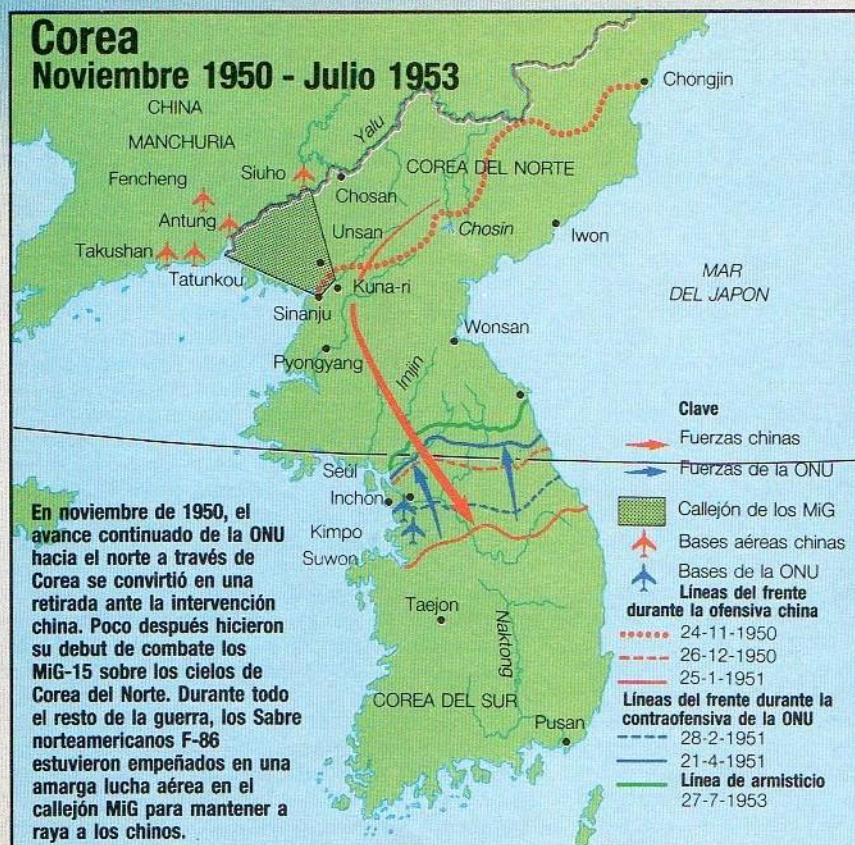 Corea
Noviembre 1950 - Julio 1953
CHINA
MANCHURIA
Fencheng
Siuho
Yalu
Chongjin
COREA DEL NORTE
Chosan
Antung
Unsan
Chosin
Iwon
Takushan
Tatunkou
Kuna-ri
Sinanju
MAR
DEL JAPON
Wonsan
Pyongyang
Imjin
Seúl
Inchon
Kimpo
Suwon
Taejon
Naktong
COREA DEL SUR
Pusan
En noviembre de 1950, el
avance continuado de la ONU
hacia el norte a través de
Corea se convirtió en una
retirada ante la intervención
china. Poco después hicieron
su debut de combate los
MiG-15 sobre los cielos de
Corea del Norte. Durante todo
el resto de la guerra, los Sabre
norteamericanos F-86
estuvieron empeñados en una
amarga lucha aérea en el
callejón MiG para mantener a
raya a los chinos.
Clave
Fuerzas chinas
Fuerzas de la ONU
Callejón de los MiG
Bases aéreas chinas
Bases de la ONU
Líneas del frente
durante la ofensiva china
24-11-1950
26-12-1950
25-1-1951
Líneas del frente durante la
contraofensiva de la ONU
28-2-1951
21-4-1951
Línea de armisticio
27-7-1953